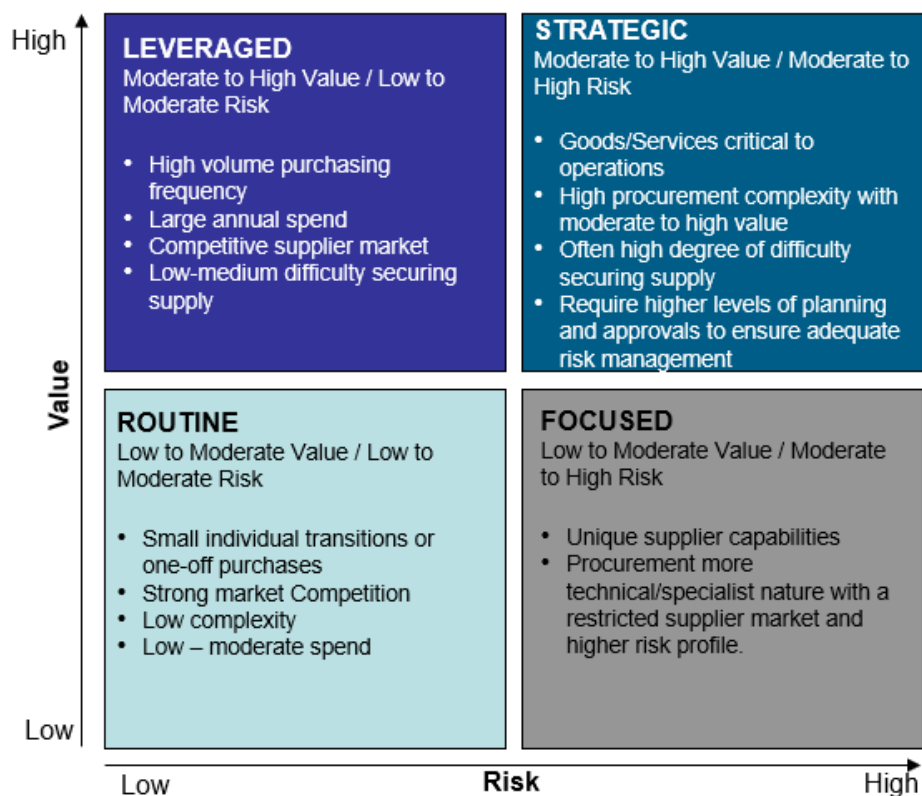 High
LEVERAGED
Moderate to High Value / Low to
Moderate Risk
• High volume purchasing
frequency
• Large annual spend
• Competitive supplier market
• Low-medium difficulty securing
supply
STRATEGIC
Moderate to High Value / Moderate to
High Risk
• Goods/Services critical to
operations
• High procurement complexity with
moderate to high value
• Often high degree of difficulty
securing supply
• Require higher levels of planning
and approvals to ensure adequate
risk management
Value
ROUTINE
Low to Moderate Value / Low to
Moderate Risk
• Small individual transitions or
one-off purchases
• Strong market Competition
• Low complexity
• Low – moderate spend
FOCUSED
Low to Moderate Value / Moderate
to High Risk
• Unique supplier capabilities
• Procurement more
technical/specialist nature with a
restricted supplier market and
higher risk profile.
Low
Low
Risk
High